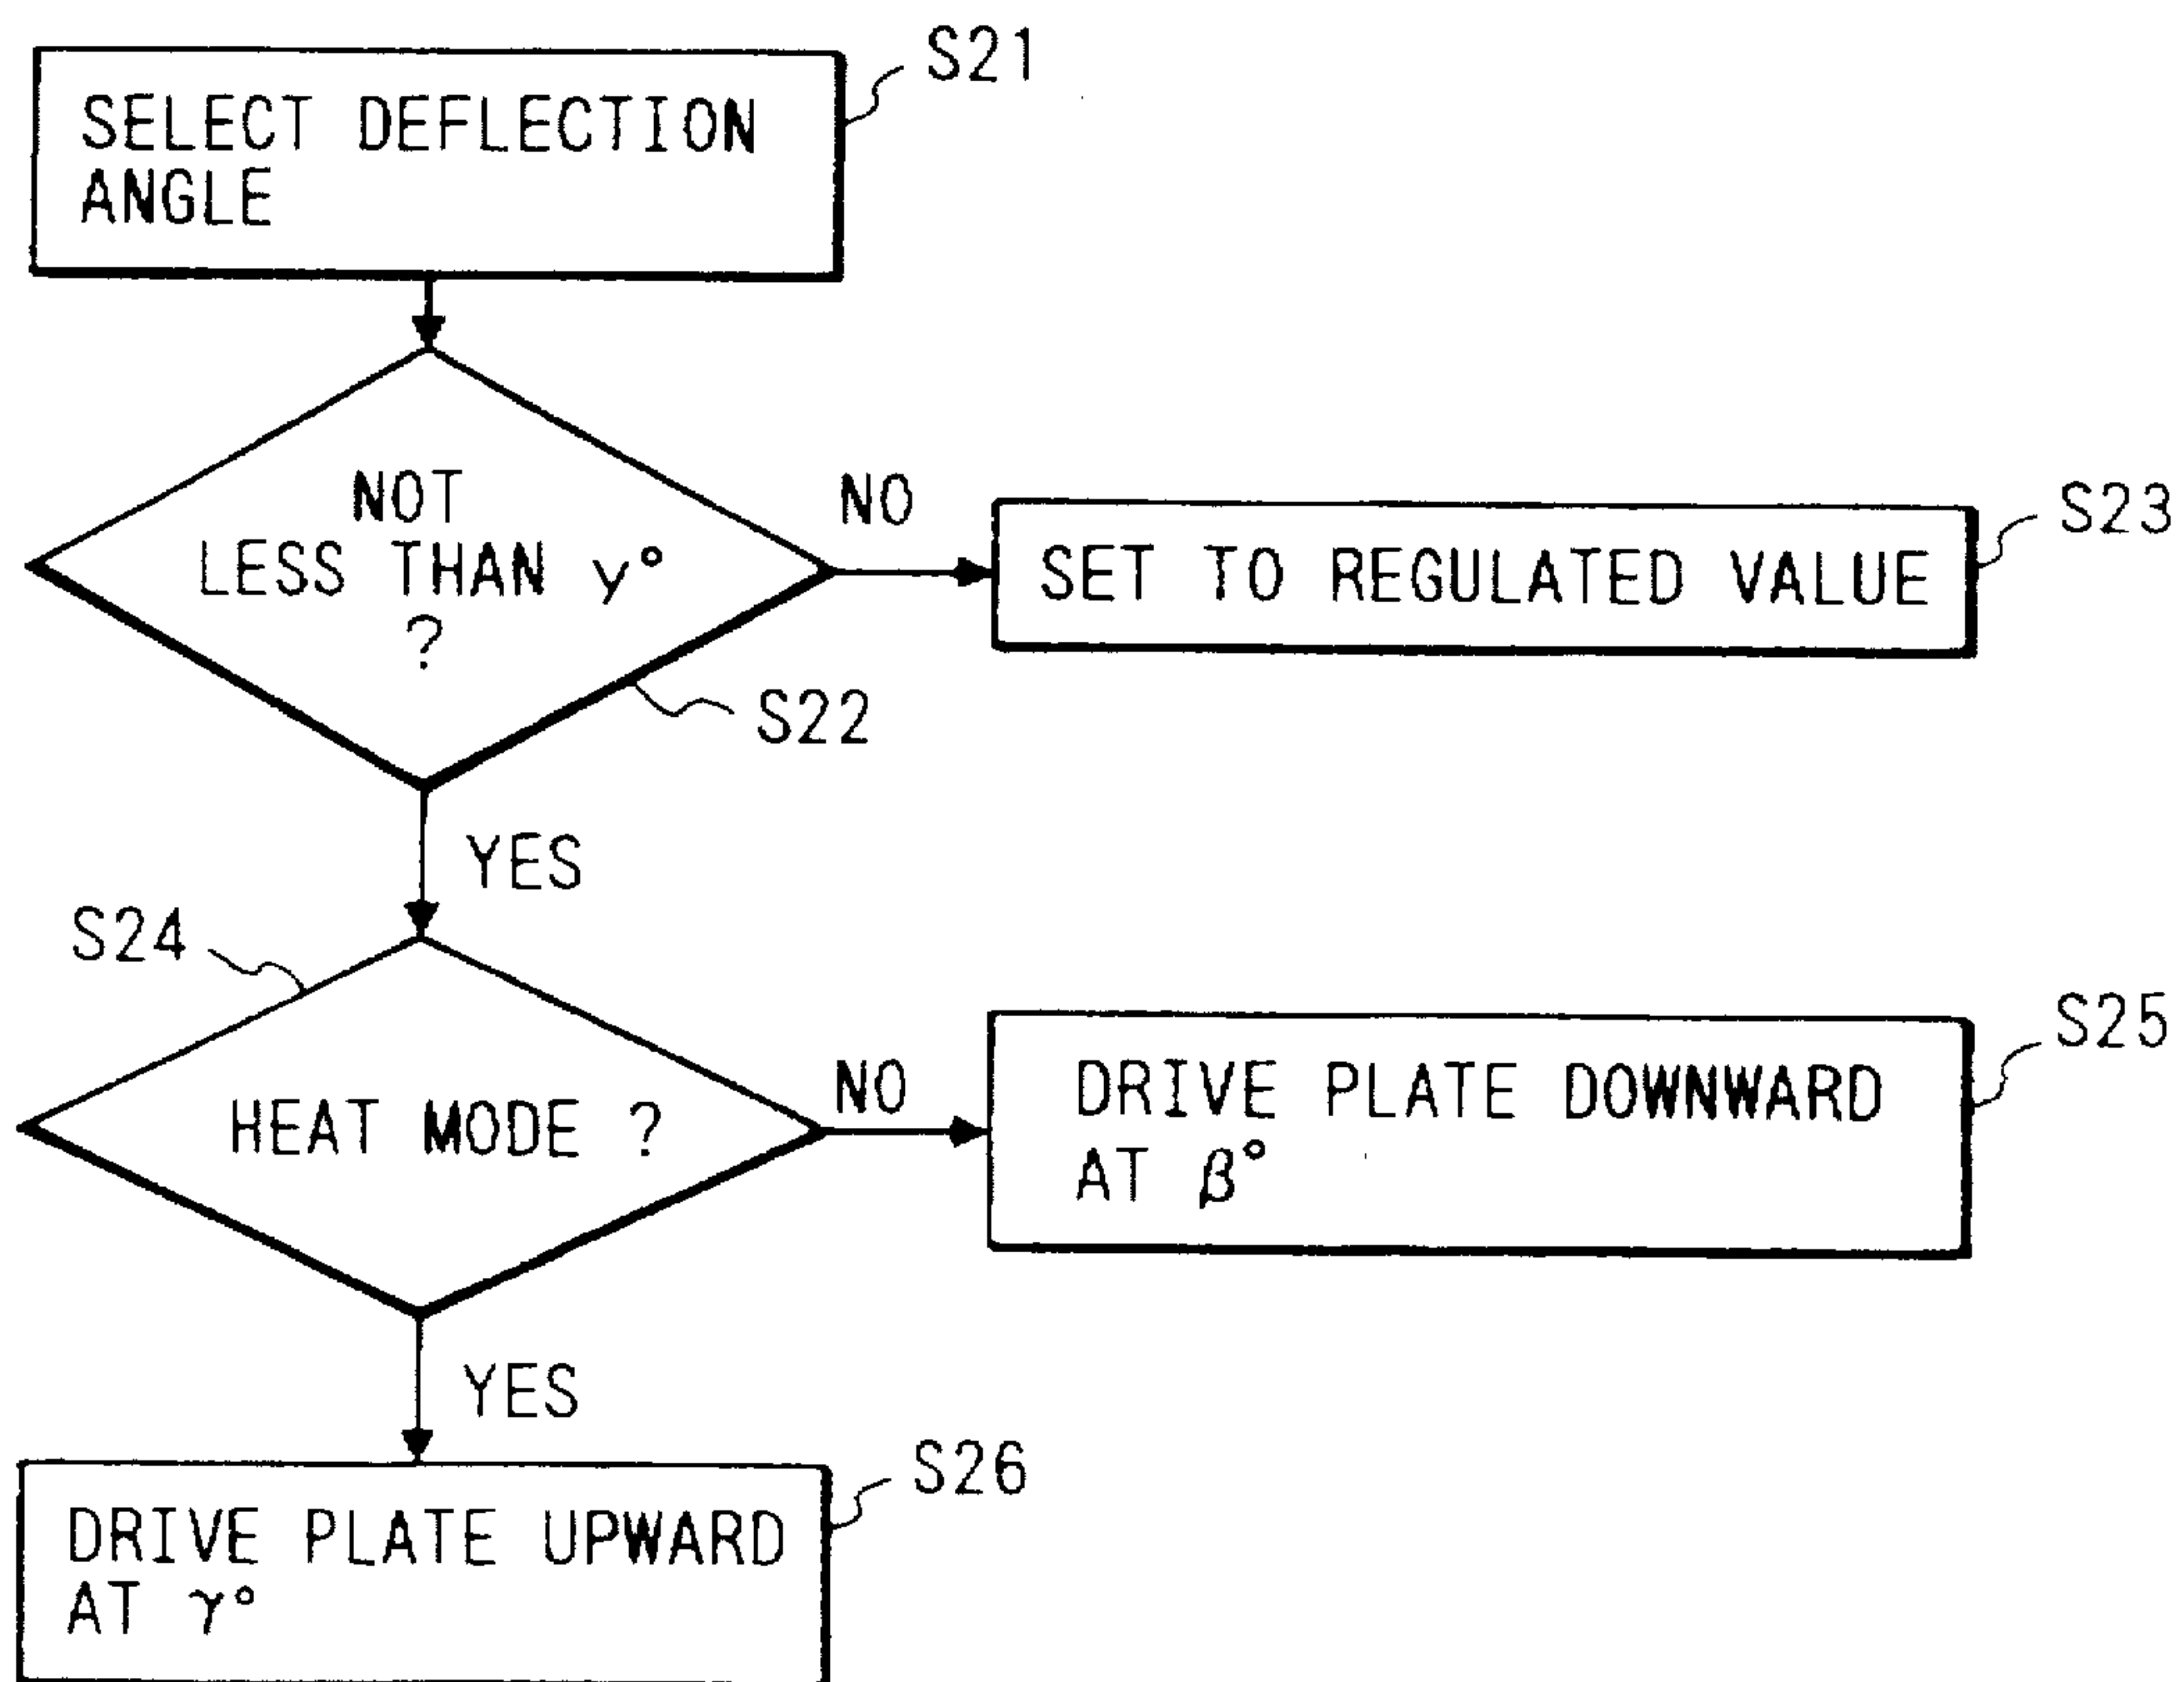 S21
SELECT DEFLECTION
ANGLE
NOT
LESS THAN y°
?
NO
SET TO REGULATED VALUE
S23
S22
YES
S24
HEAT MODE ?
NO
DRIVE PLATE DOWNWARD
AT β°
S25
YES
S26
DRIVE PLATE UPWARD
AT γ°